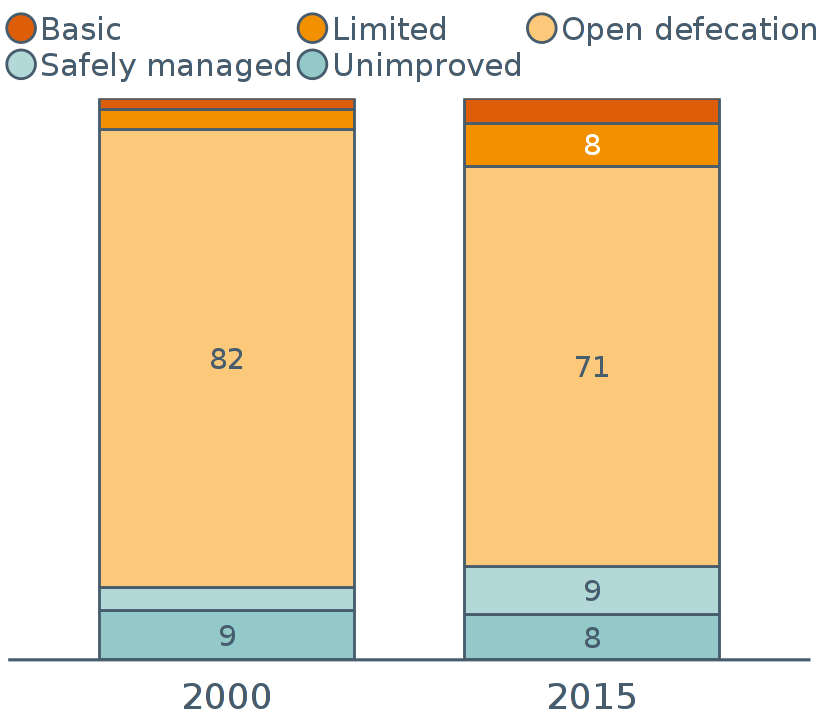 Basic Limited Open defecation
Safely managed Unimproved
8
82 71
9
9 8
2000 2015